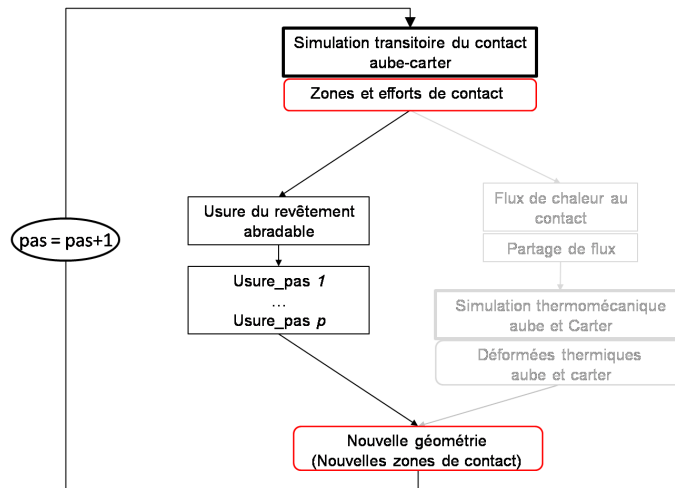 Simulation transitoire du contact
aube-carter
Zones et efforts de contact
Usure du revêtement
abradable
Flux de chaleur au
contact
Partage de flux
pas = pas+1
Usure_pas 1
...
Usure_pas p
Simulation thermomécanique
aube et Carter
Déformées thermiques
aube et carter
Nouvelle géométrie
(Nouvelles zones de contact)